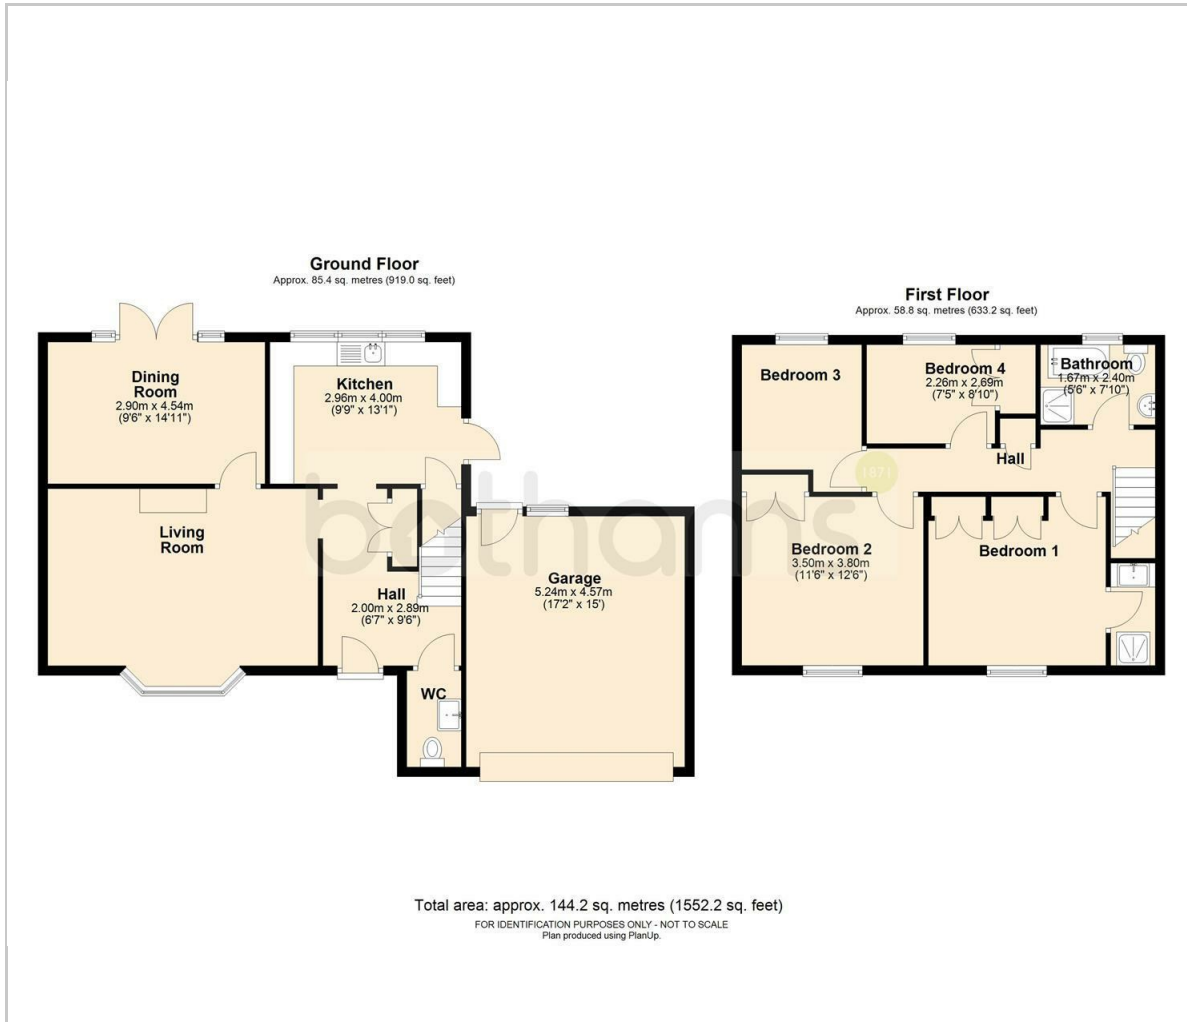 Ground Floor
Approx. 85.4 sq. metres (919.0 sq. feet)
Dining
Room
2.90m x 4.54m
(9'6" x 14'11")
Kitchen
2.96m x 4.00m
(9'9" x 13'1")
Living
Room
Hall
2.00m x 2.89m
(6'7" x 9'6")
WC
Garage
5.24m x 4.57m
(17'2" x 15')
First Floor
Approx. 58.8 sq. metres (633.2 sq. feet)
Bedroom 3
Bedroom 4
2.26m x 2.69m
(7'5" x 8'10")
Bathroom
1.67m x 2.40m
(5'6" x 7'10")
Hall
Bedroom 2
3.50m x 3.80m
(11'6" x 12'6")
Bedroom 1
bothams
1871
Total area: approx. 144.2 sq. metres (1552.2 sq. feet)
FOR IDENTIFICATION PURPOSES ONLY - NOT TO SCALE
Plan produced using PlanUp.